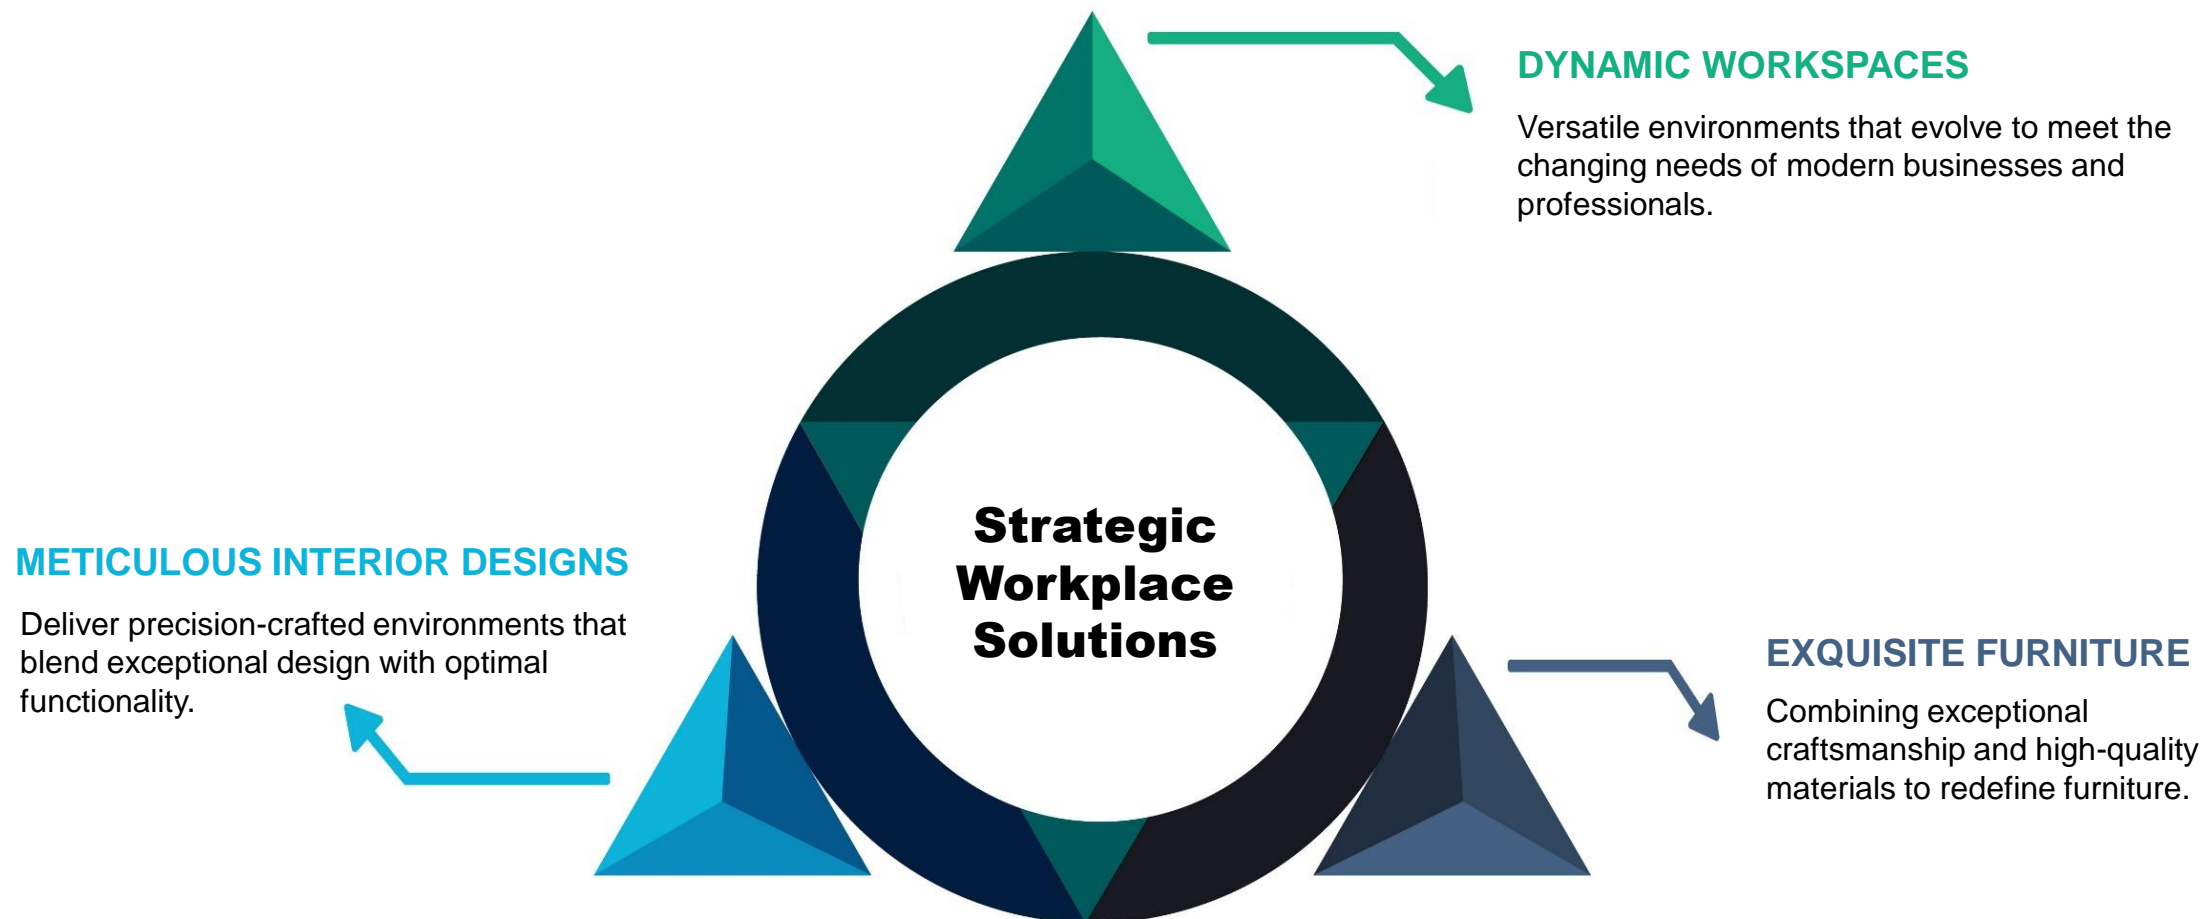 DYNAMIC WORKSPACES
Versatile environments that evolve to meet the
changing needs of modern businesses and
professionals.
Strategic
Workplace
Solutions
METICULOUS INTERIOR DESIGNS
Deliver precision-crafted environments that
blend exceptional design with optimal
functionality.
EXQUISITE FURNITURE
Combining exceptional
craftsmanship and high-quality
materials to redefine furniture.